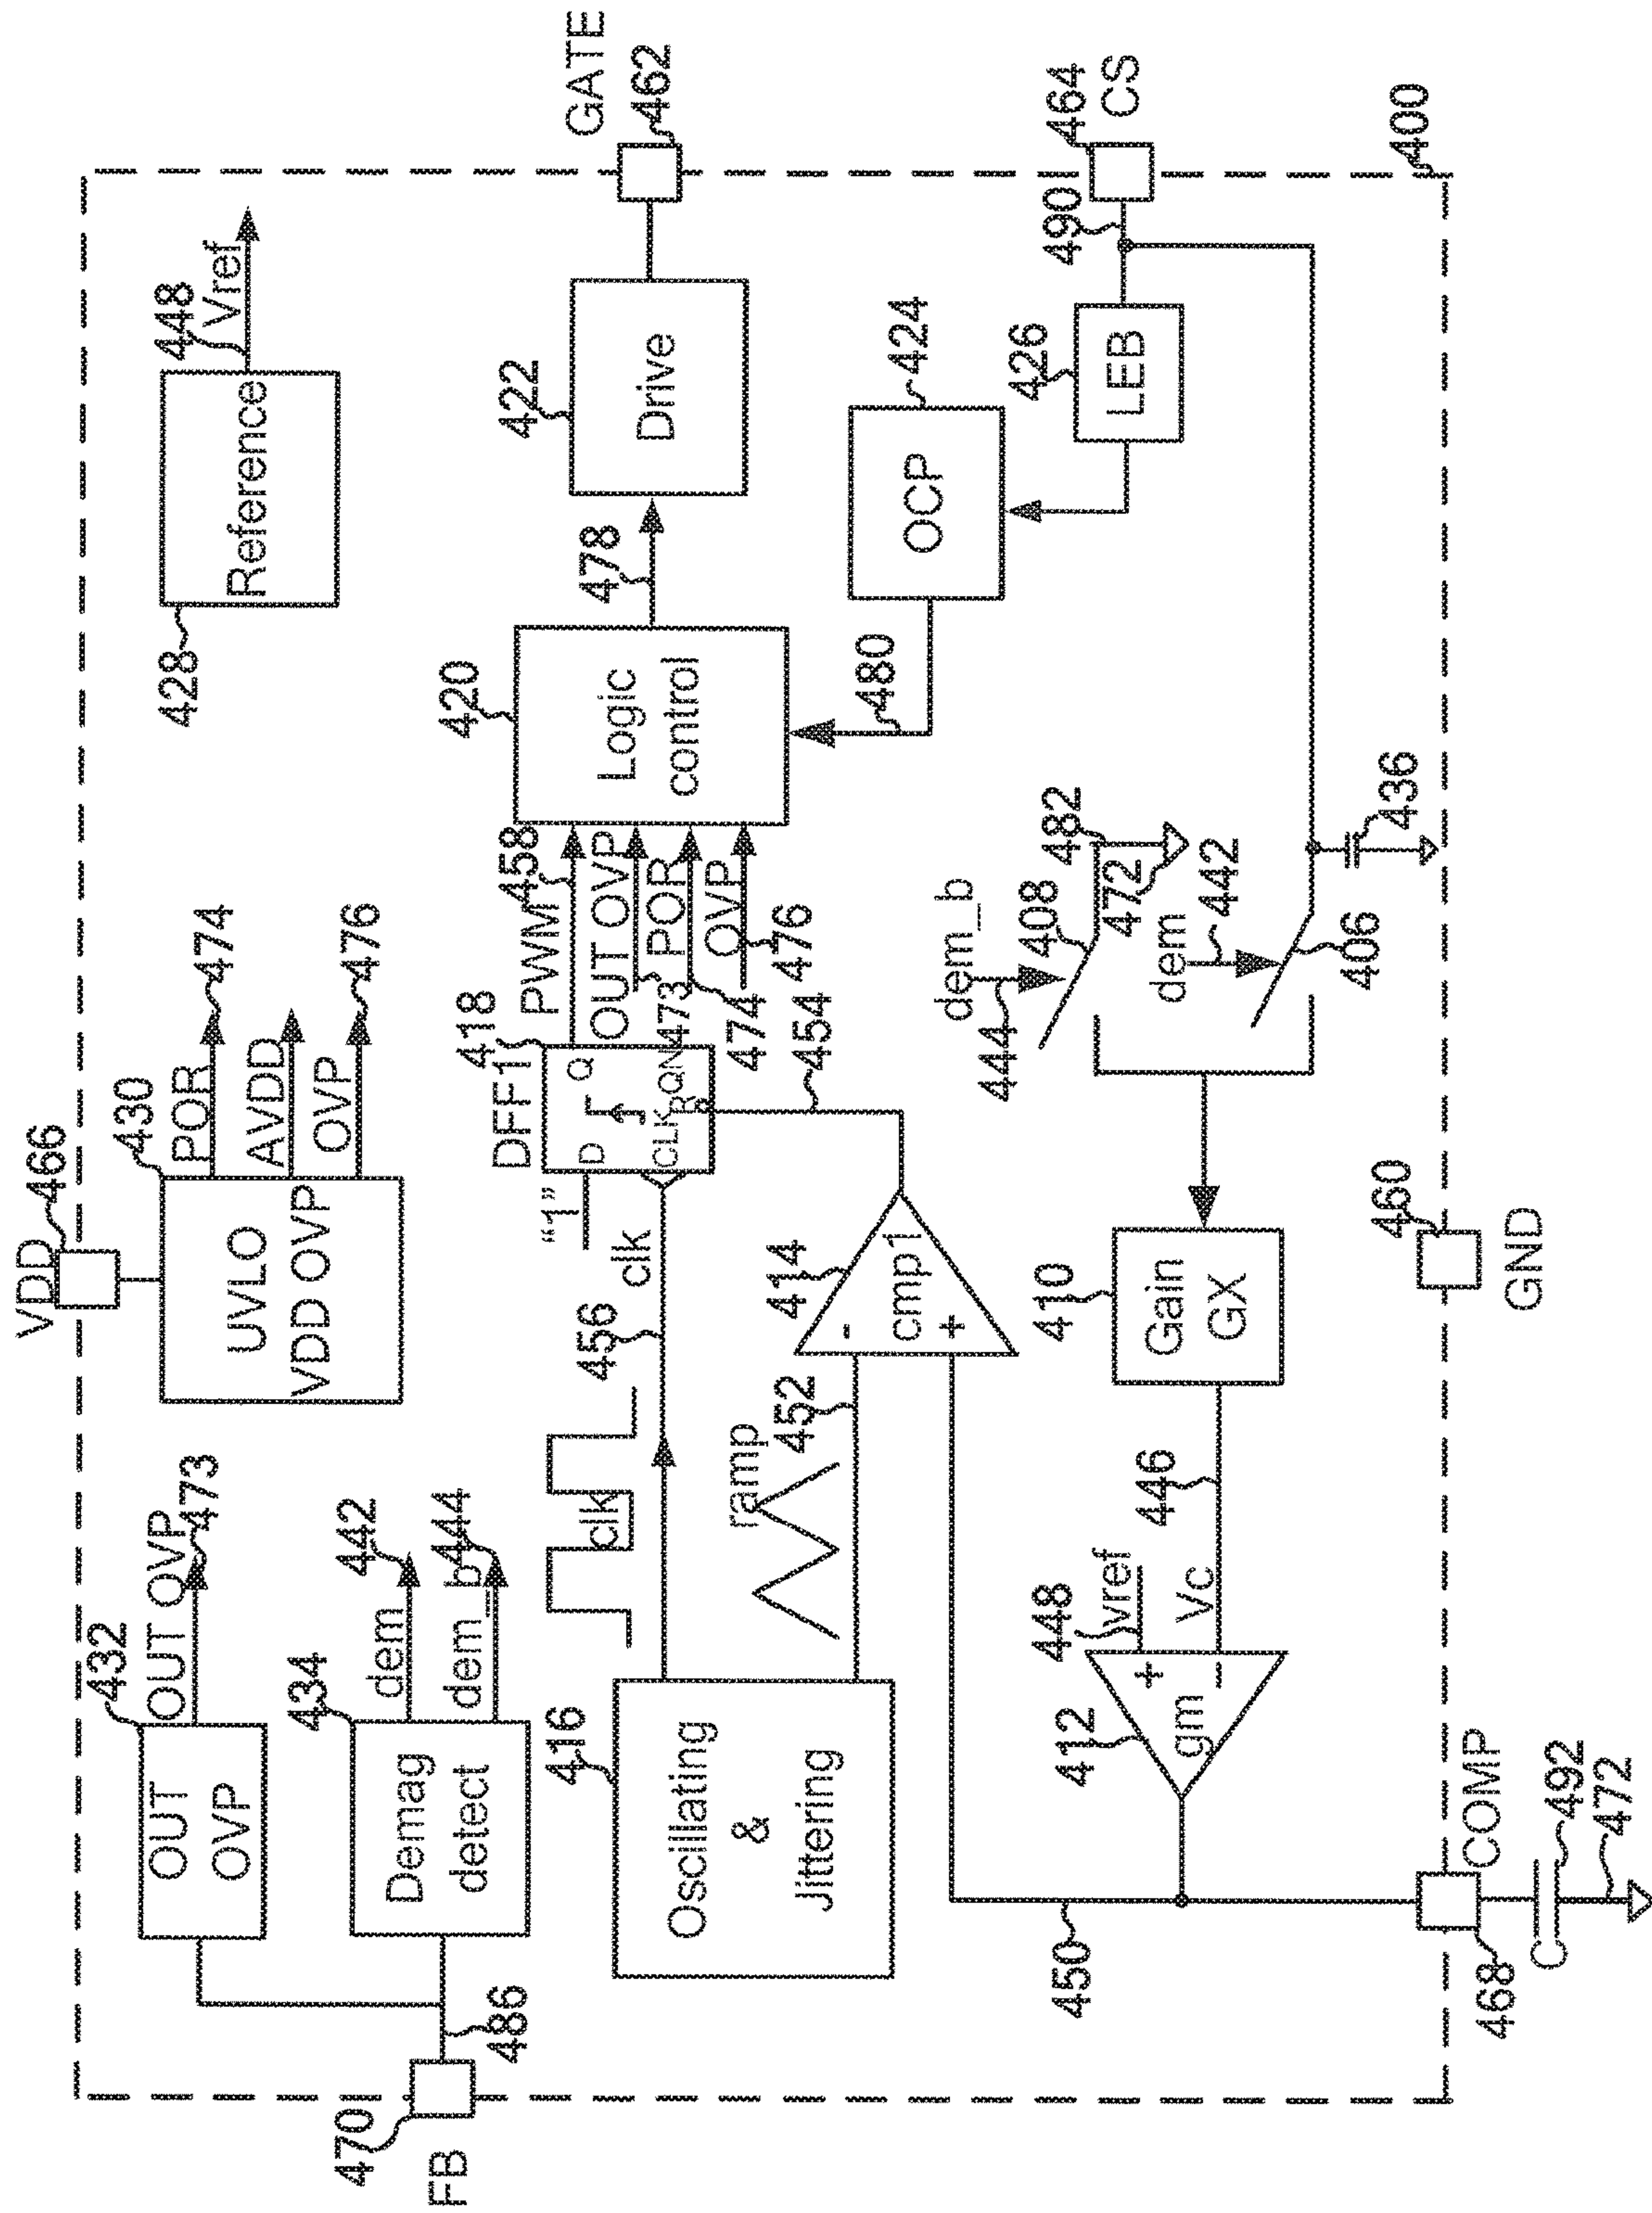 VDD
466
430
UVLO
VDD OVP
POR
474
AVDD
OVP
476
428
Reference
448
Vref
432
OUT
OVP
OUT OVP
473
434
Demag
detect
dem
442
dem_b
444
470
FB
486
416
Oscillating
&
Jittering
clk
456
clk
ramp
452
"1"
DFF1
418
D
Q
CLK
R
QN
PWM
458
OUT OVP
473
POR
474
OVP
476
454
420
Logic
control
478
422
Drive
GATE
462
480
OCP
424
426
LEB
490
464
CS
414
cmp1
-
+
dem_b
444
408
482
472
dem
442
406
436
410
Gain
GX
446
Vc
448
vref
412
gm
+
-
450
468
COMP
C
492
472
460
GND
400